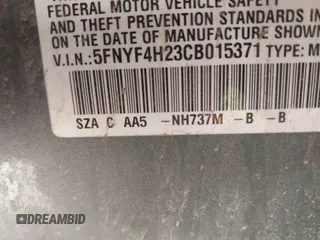 FEDERAL MOTOR VEHICLE SAFETY
AND THEFT PREVENTION STANDARDS IN
THE DATE OF MANUFACTURE SHOWN
V.I.N.: 5FNYF4H23CB015371 TYPE: M
SZA C AA5 -NH737M -B -B
DREAMBID